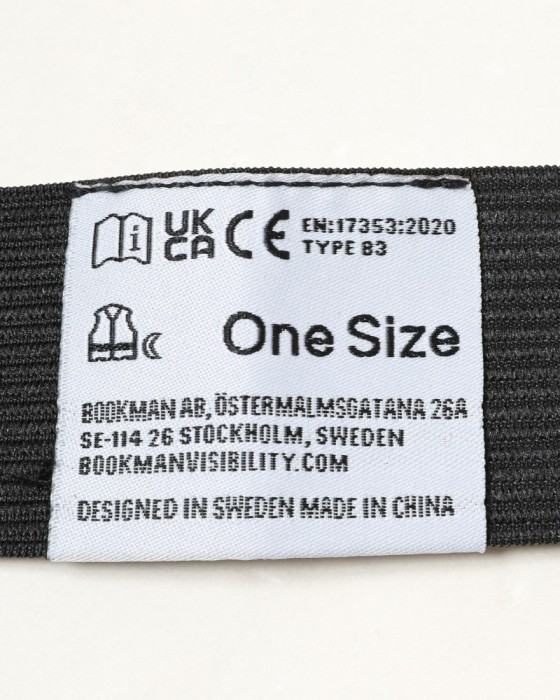 i UK CA CE EN:17353:2020
TYPE B3
One Size
BOOKMAN AB, ÖSTERMALMSGATANA 26A
SE-114 26 STOCKHOLM, SWEDEN
BOOKMANVISIBILITY.COM
DESIGNED IN SWEDEN MADE IN CHINA